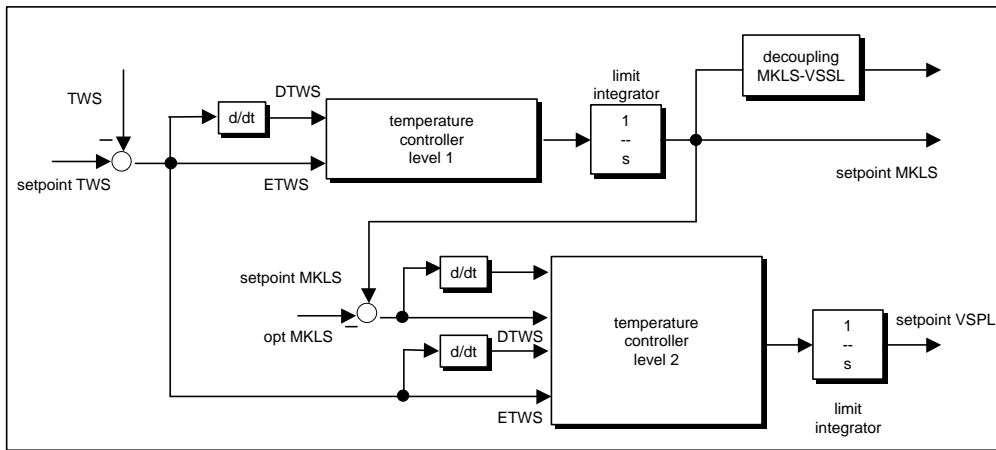 decoupling
MKLS-VSSL
TWS
DTWS
limit
integrator
d/dt
temperature
controller
level 1
1
--
s
setpoint TWS
ETWS
setpoint MKLS
setpoint MKLS
d/dt
opt MKLS
DTWS
d/dt
temperature
controller
level 2
1
--
s
setpoint VSPL
ETWS
limit
integrator